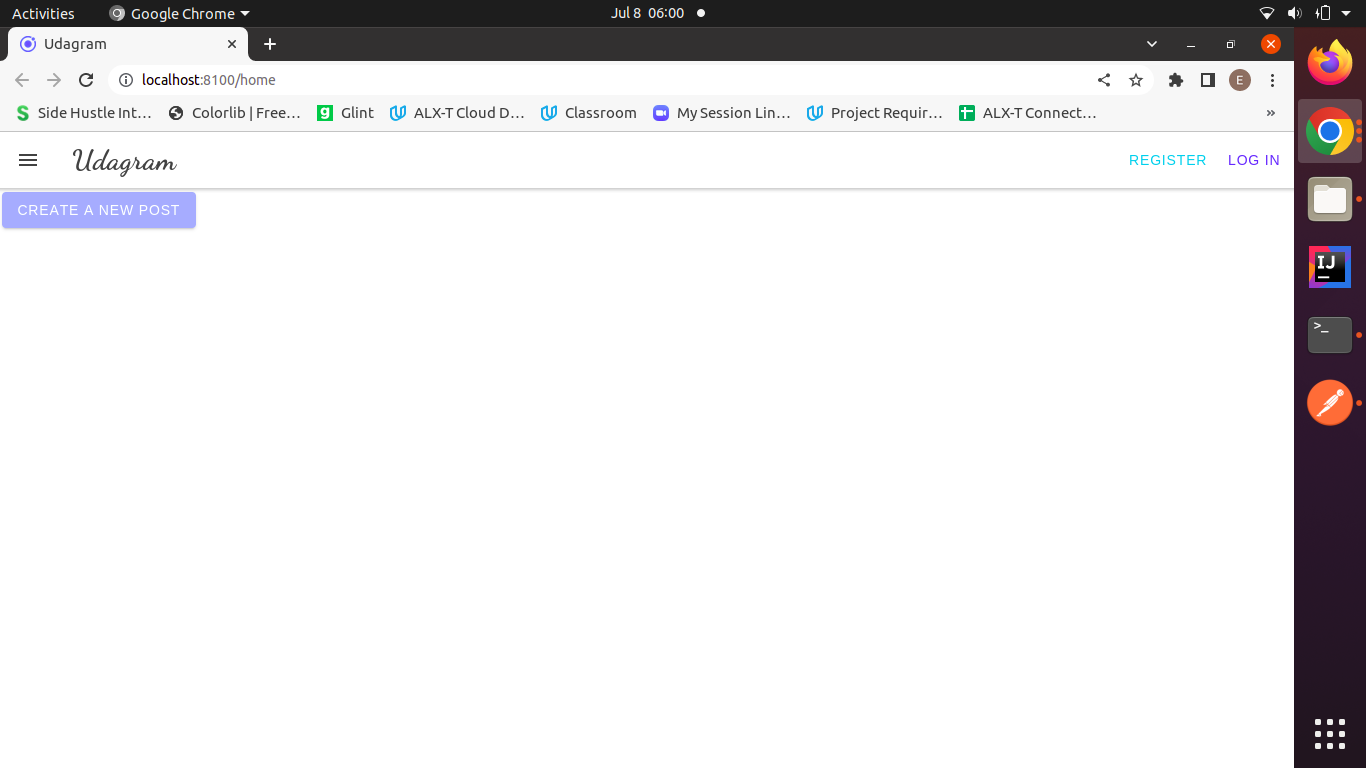 Activities Google Chrome Jul 8 06:00
Udagram
localhost:8100/home E
Side Hustle Int... Colorlib | Free... Glint ALX-T Cloud D... Classroom My Session Lin... Project Requir... ALX-T Connect... »
Udagram REGISTER LOG IN
CREATE A NEW POST
IJ
>_